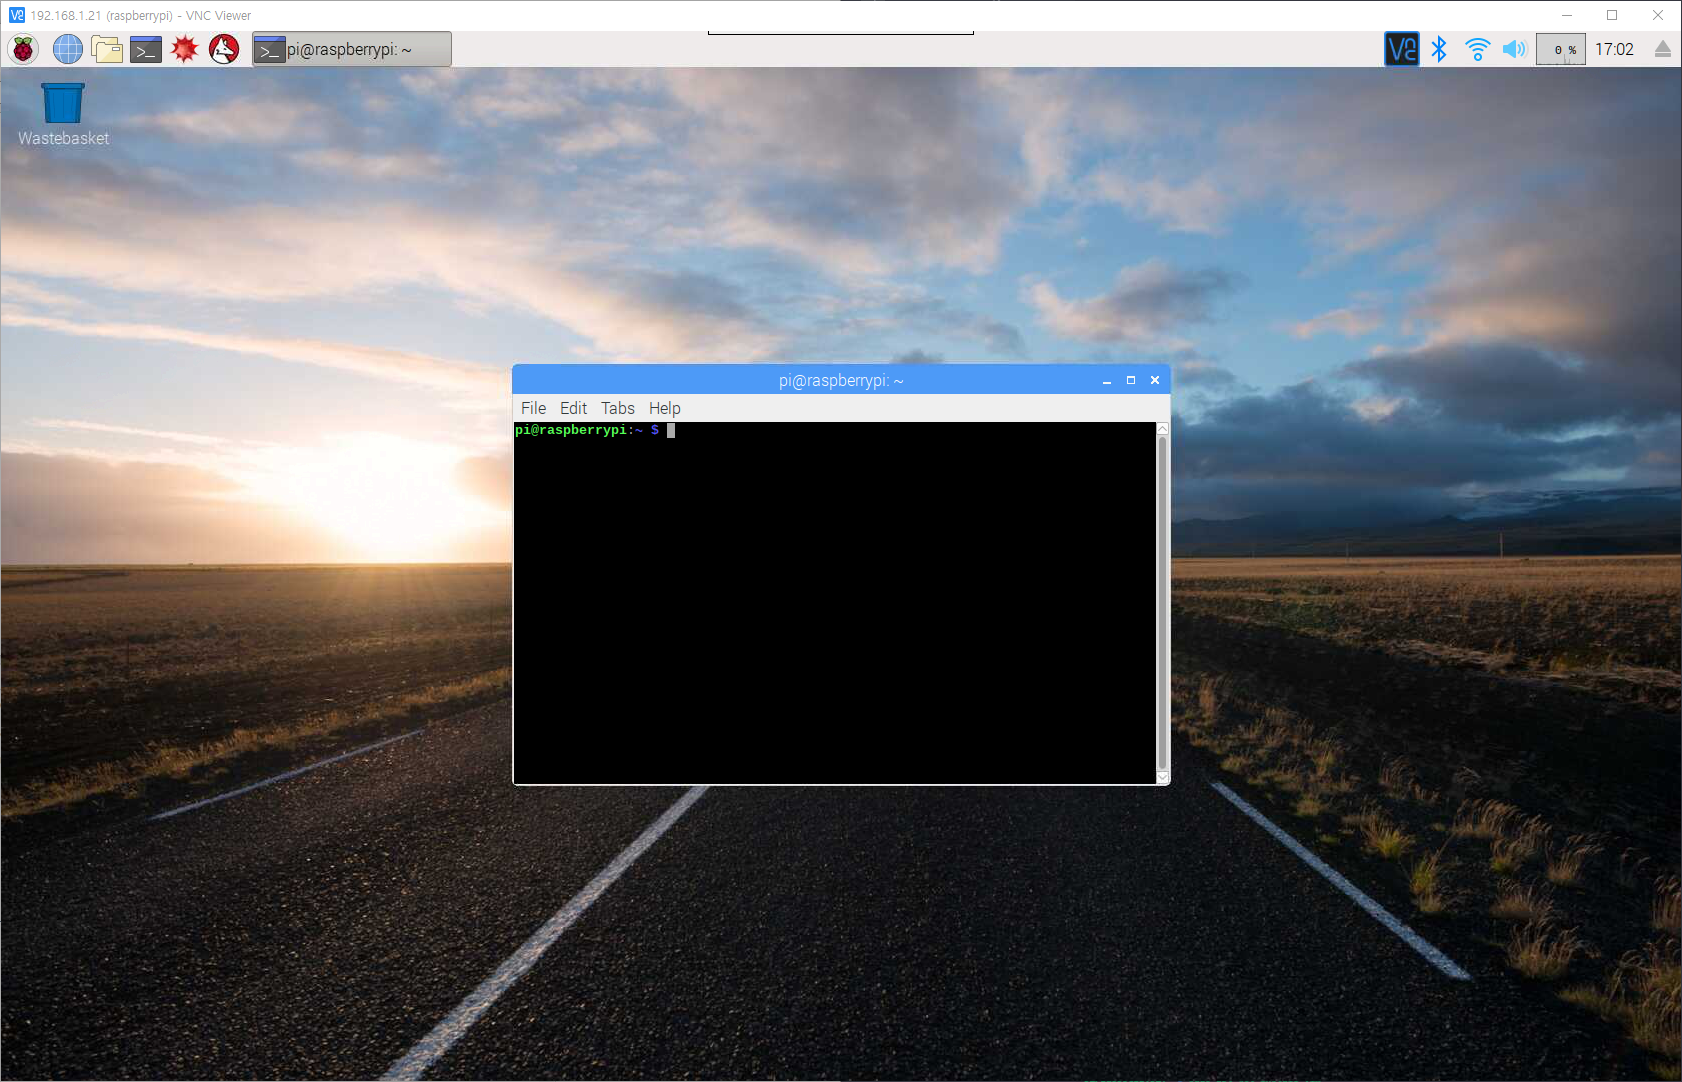 192.168.1.21 (raspberrypi) - VNC Viewer
pi@raspberrypi: ~
0 %
17:02
Wastebasket
pi@raspberrypi: ~
File Edit Tabs Help
pi@raspberrypi:~ $